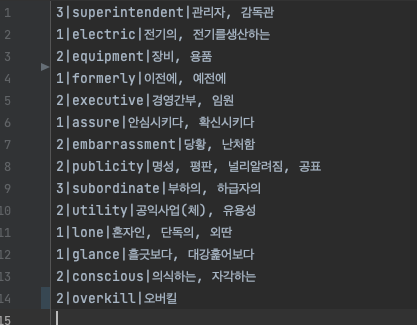 1 3|superintendent|관리자, 감독관
2 1|electric|전기의, 전기를생산하는
3 2|equipment|장비, 용품
4 1|formerly|이전에, 예전에
5 2|executive|경영간부, 임원
6 1|assure|안심시키다, 확신시키다
7 2|embarrassment|당황, 난처함
8 2|publicity|명성, 평판, 널리알려짐, 공표
9 3|subordinate|부하의, 하급자의
10 2|utility|공익사업(체), 유용성
11 1|lone|혼자인, 단독의, 외딴
12 1|glance|흘긋보다, 대강훑어보다
13 2|conscious|의식하는, 자각하는
14 2|overkill|오버킬
15